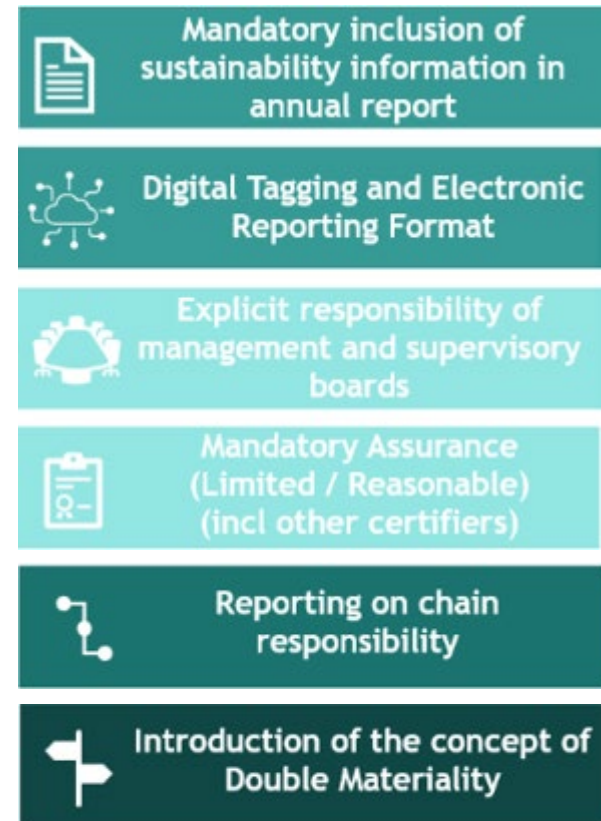 Mandatory inclusion of
sustainability information in
annual report
Digital Tagging and Electronic
Reporting Format
Explicit responsibility of
management and supervisory
boards
Mandatory Assurance
(Limited / Reasonable)
(incl other certifiers)
Reporting on chain
responsibility
Introduction of the concept of
Double Materiality